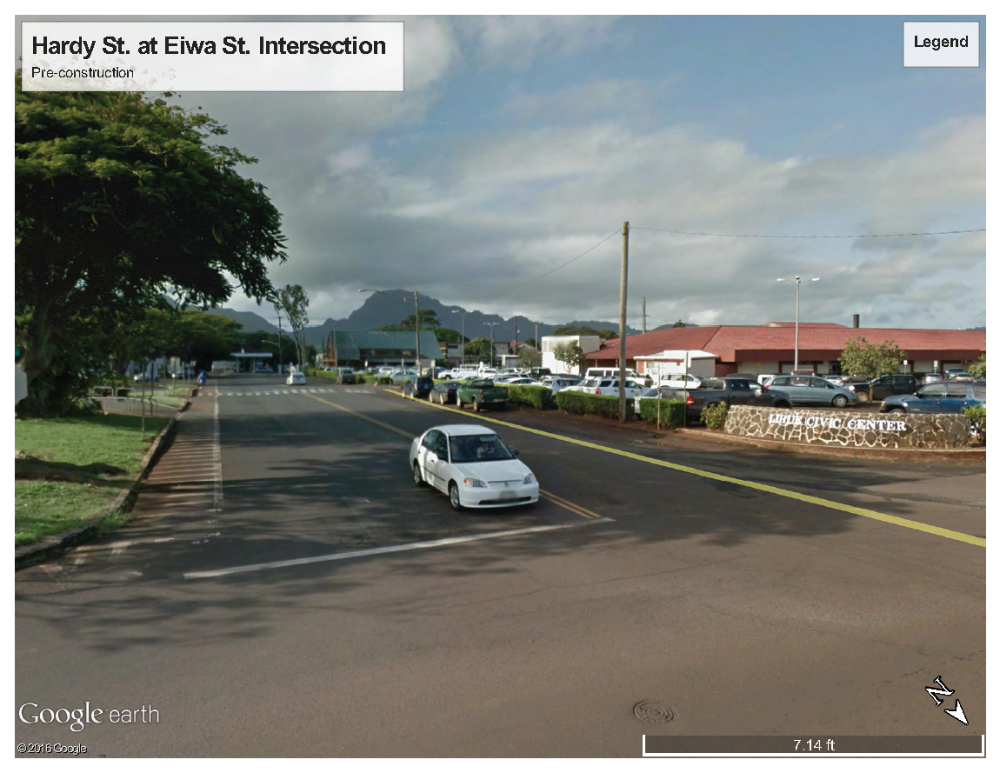 Hardy St. at Eiwa St. Intersection
Pre-construction
Legend
LIHUE CIVIC CENTER
Google earth
© 2016 Google
N
7.14 ft